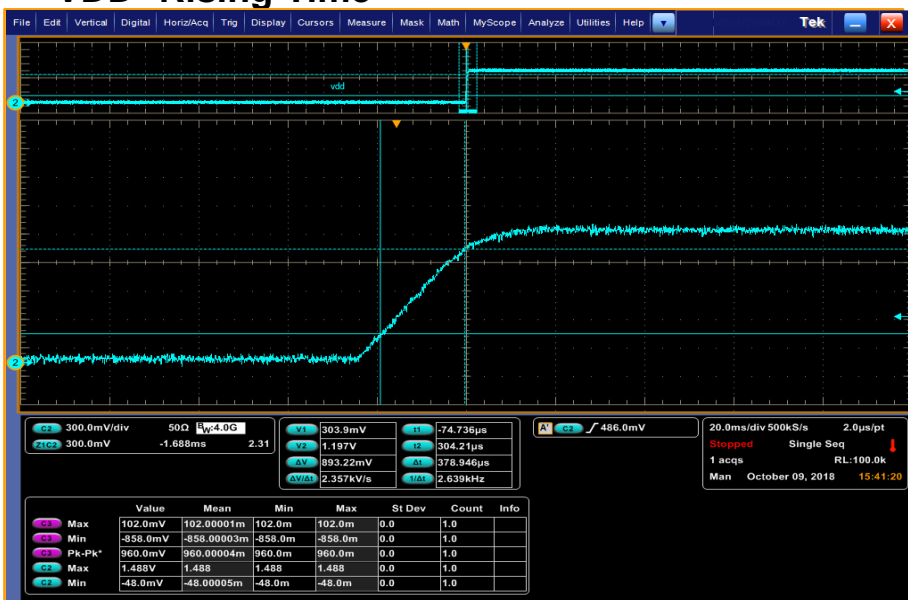 VDD Rising Time
File Edit Vertical Digital Horiz/Acq Trig Display Cursors Measure Mask Math MyScope Analyze Utilities Help Tek X
vdd
2
2
C2 300.0mV/div 50Ω BW:4.0G
Z1C2 300.0mV -1.688ms 2.31
V1 303.9mV t1 -74.736µs
V2 1.197V t2 304.21µs
ΔV 893.22mV Δt 378.946µs
ΔV/Δt 2.357kV/s 1/Δt 2.639kHz
A' C2 486.0mV
20.0ms/div 500kS/s 2.0µs/pt
Stopped Single Seq
1 acqs RL:100.0k
Man October 09, 2018 15:41:20
Value Mean Min Max St Dev Count Info
C3 Max 102.0mV 102.00001m 102.0m 102.0m 0.0 1.0
C3 Min -858.0mV -858.00003m -858.0m -858.0m 0.0 1.0
C3 Pk-Pk* 960.0mV 960.00004m 960.0m 960.0m 0.0 1.0
C2 Max 1.488V 1.488 1.488 1.488 0.0 1.0
C2 Min -48.0mV -48.00005m -48.0m -48.0m 0.0 1.0